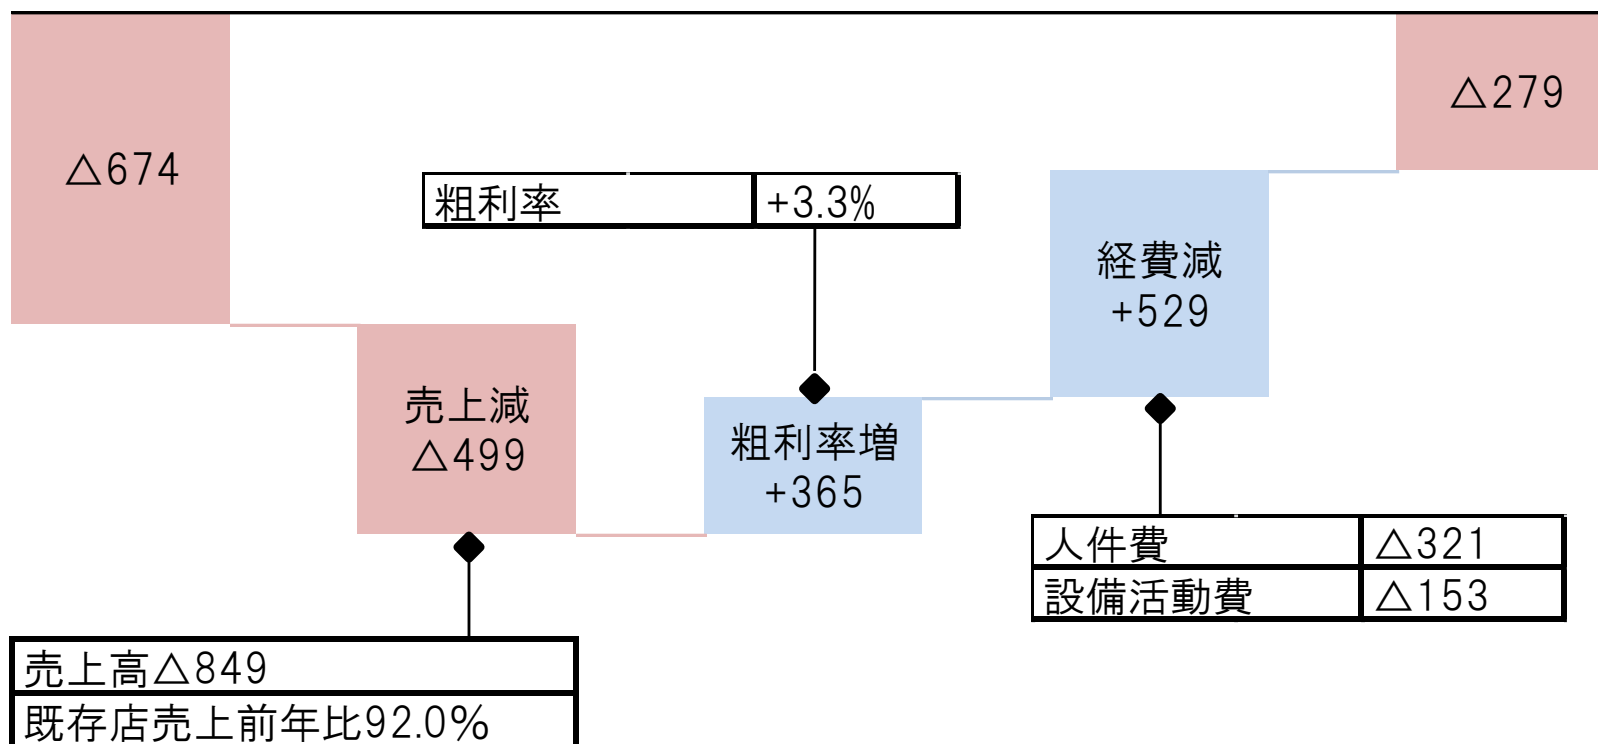 △674
売上減
△499
売上高△849
既存店売上前年比92.0%
粗利率 +3.3%
粗利率増
+365
経費減
+529
人件費 △321
設備活動費 △153
△279